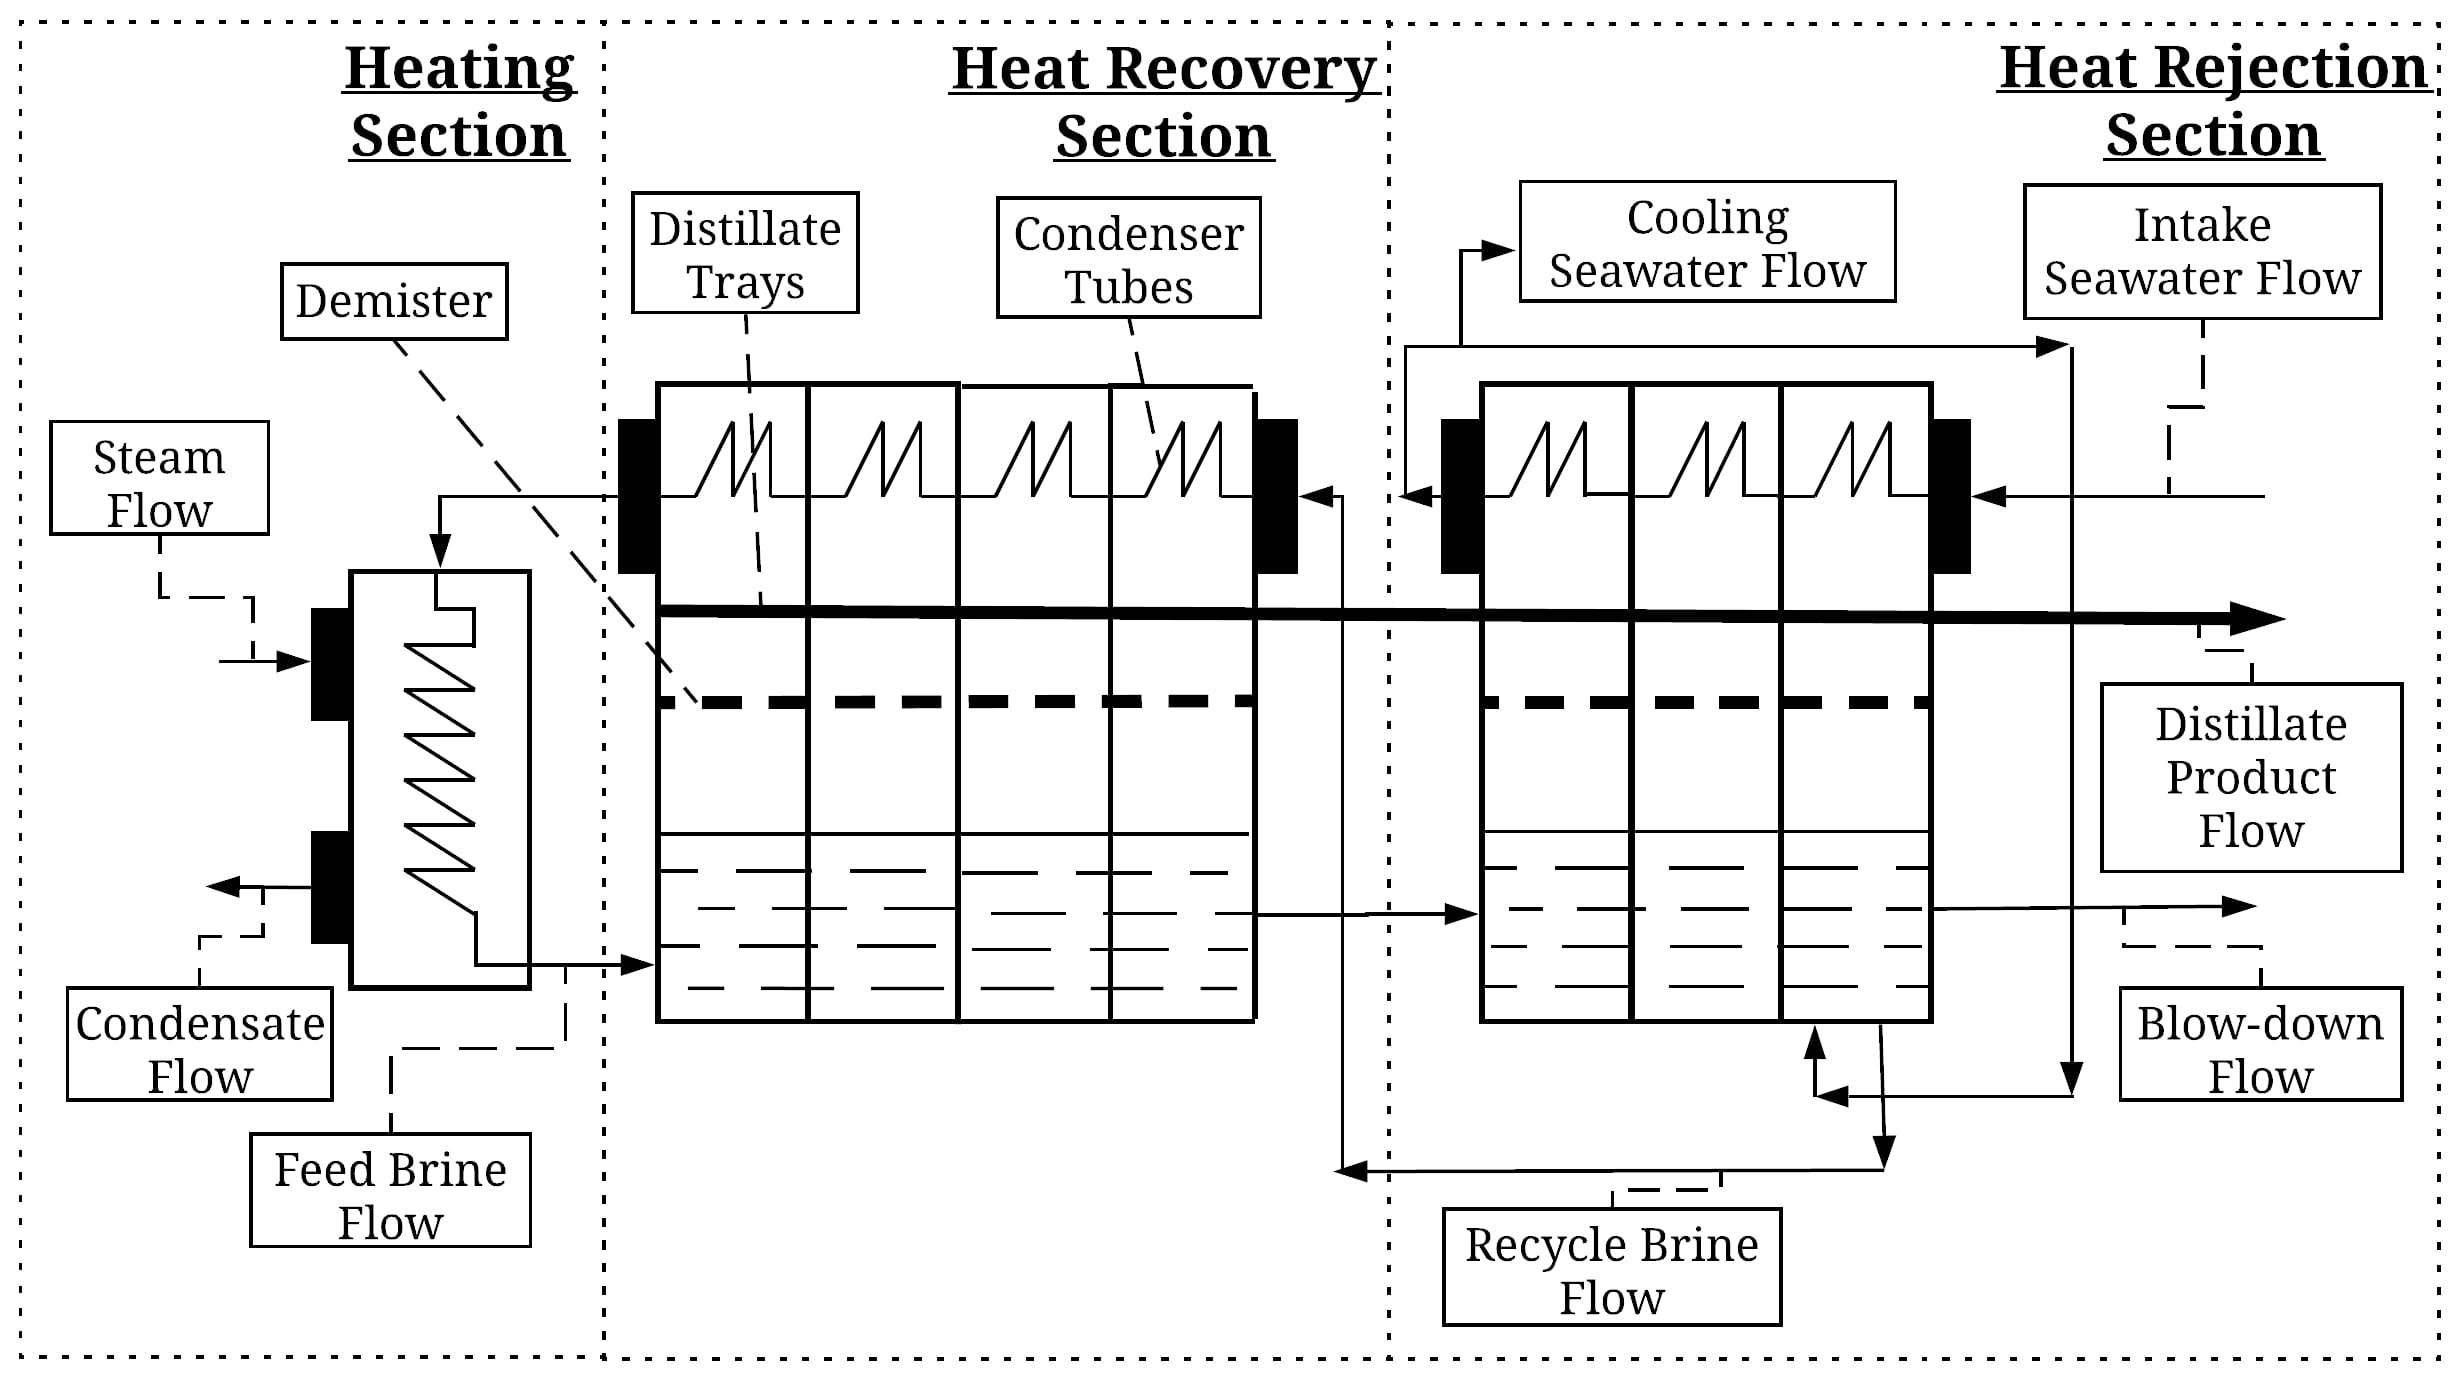 Heating
Section
Heat Recovery
Section
Heat Rejection
Section
Distillate
Trays
Condenser
Tubes
Cooling
Seawater Flow
Intake
Seawater Flow
Demister
Steam
Flow
Distillate
Product
Flow
Condensate
Flow
Blow-down
Flow
Feed Brine
Flow
Recycle Brine
Flow